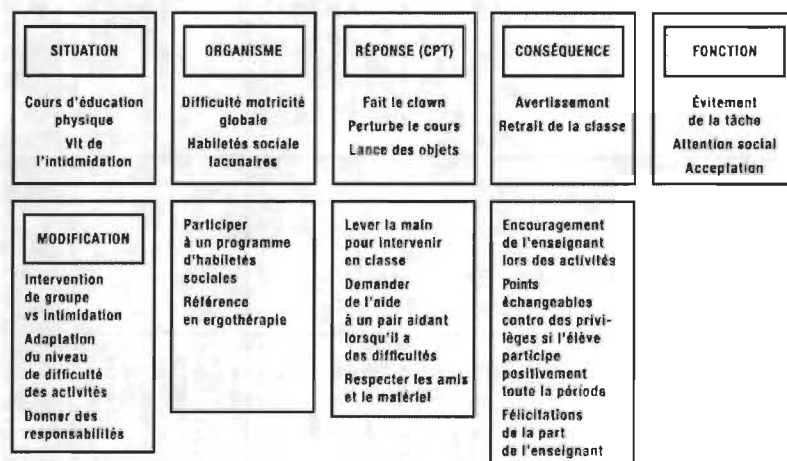 SITUATION
Cours d'éducation
physique
Vit de
l'intidmidation
ORGANISME
Difficulté motricité
globale
Habiletés sociale
lacunaires
RÉPONSE (CPT)
Fait le clown
Perturbe le cours
Lance des objets
CONSÉQUENCE
Avertissement
Retrait de la classe
FONCTION
Évitement
de la tâche
Attention social
Acceptation
MODIFICATION
Intervention
de groupe
vs intimidation
Adaptation
du niveau
de difficulté
des activités
Donner des
responsabilités
Participer
à un programme
d'habiletés
sociales
Référence
en ergothérapie
Lever la main
pour intervenir
en classe
Demander
de l'aide
à un pair aidant
lorsqu'il a
des difficultés
Respecter les amis
et le matériel
Encouragement
de l'enseignant
lors des activités
Points
échangeables
contre des privi-
lèges si l'élève
participe
positivement
toute la période
Félicitations
de la part
de l'enseignant